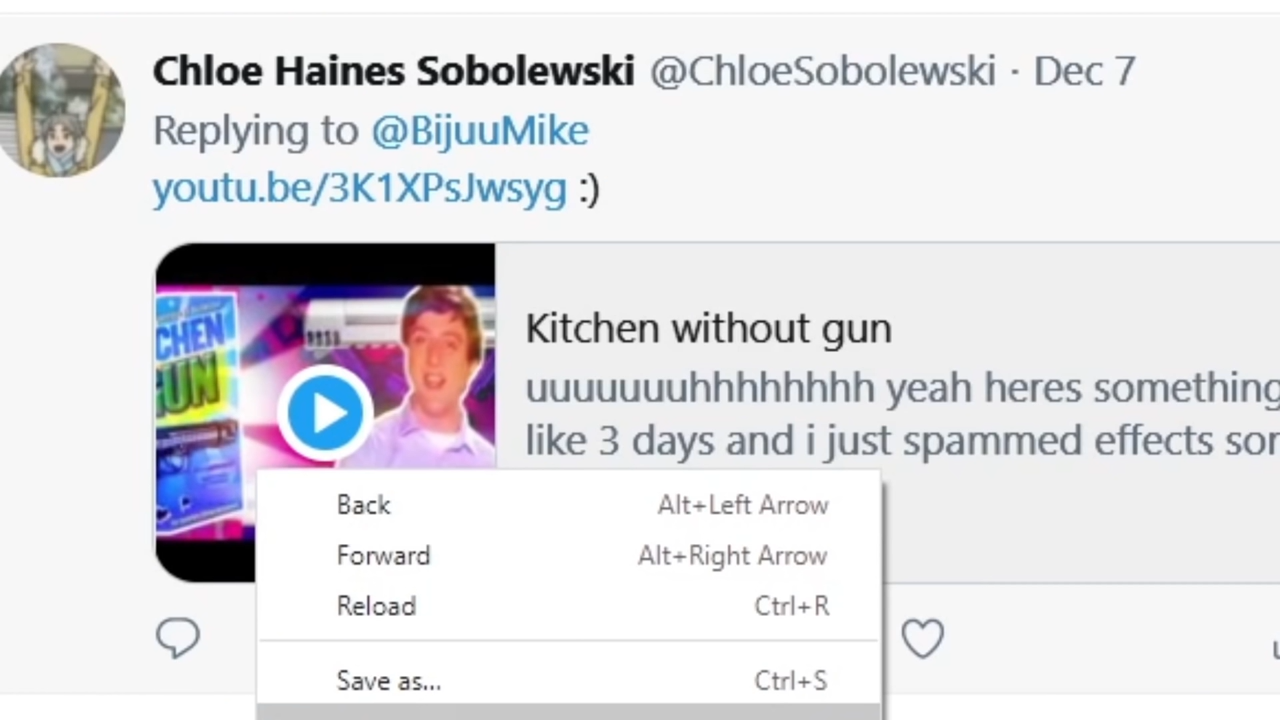 Chloe Haines Sobolewski @ChloeSobolewski · Dec 7
Replying to @BijuuMike
youtu.be/3K1XPsJwsyg :)
CHEN
GUN
Kitchen without gun
uuuuuuuhhhhhhhhh yeah heres something
like 3 days and i just spammed effects
Back Alt+Left Arrow
Forward Alt+Right Arrow
Reload Ctrl+R
Save as... Ctrl+S